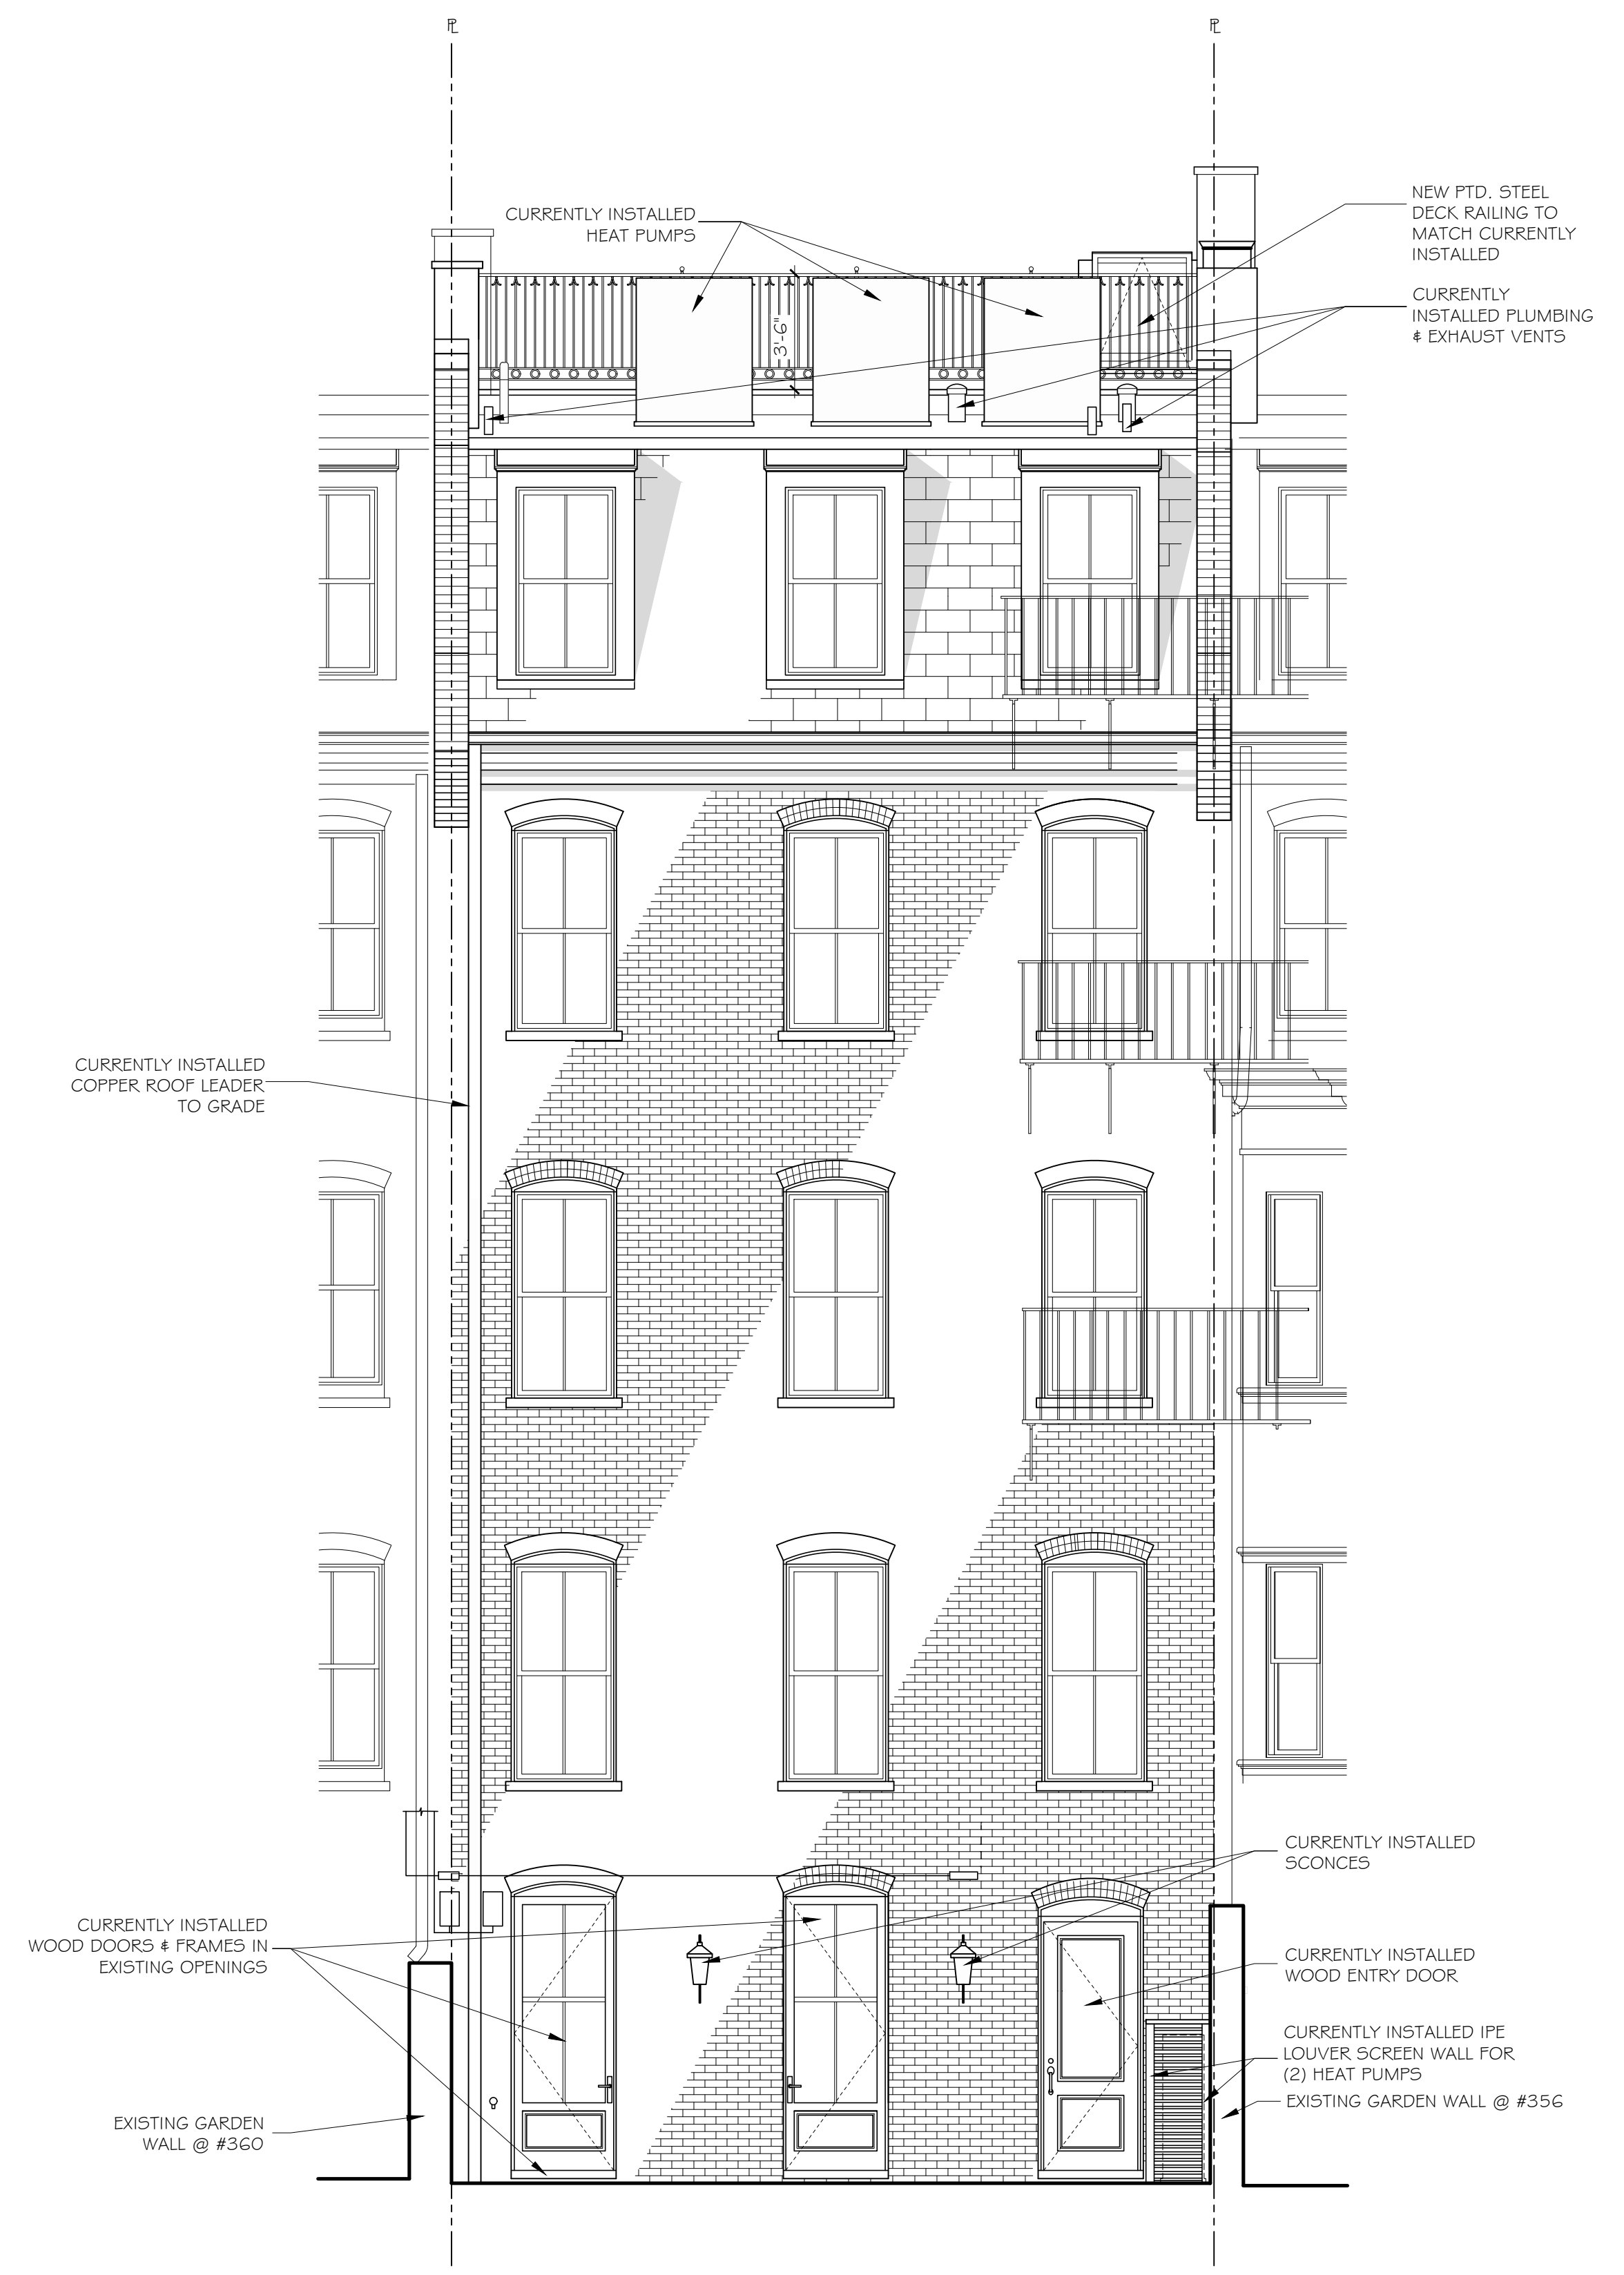 PL
PL
CURRENTLY INSTALLED
HEAT PUMPS
NEW PTD. STEEL
DECK RAILING TO
MATCH CURRENTLY
INSTALLED
CURRENTLY
INSTALLED PLUMBING
& EXHAUST VENTS
3'-6"
CURRENTLY INSTALLED
COPPER ROOF LEADER
TO GRADE
CURRENTLY INSTALLED
SCONCES
CURRENTLY INSTALLED
WOOD DOORS & FRAMES IN
EXISTING OPENINGS
CURRENTLY INSTALLED
WOOD ENTRY DOOR
CURRENTLY INSTALLED IPE
LOUVER SCREEN WALL FOR
(2) HEAT PUMPS
EXISTING GARDEN WALL @ #356
EXISTING GARDEN
WALL @ #360